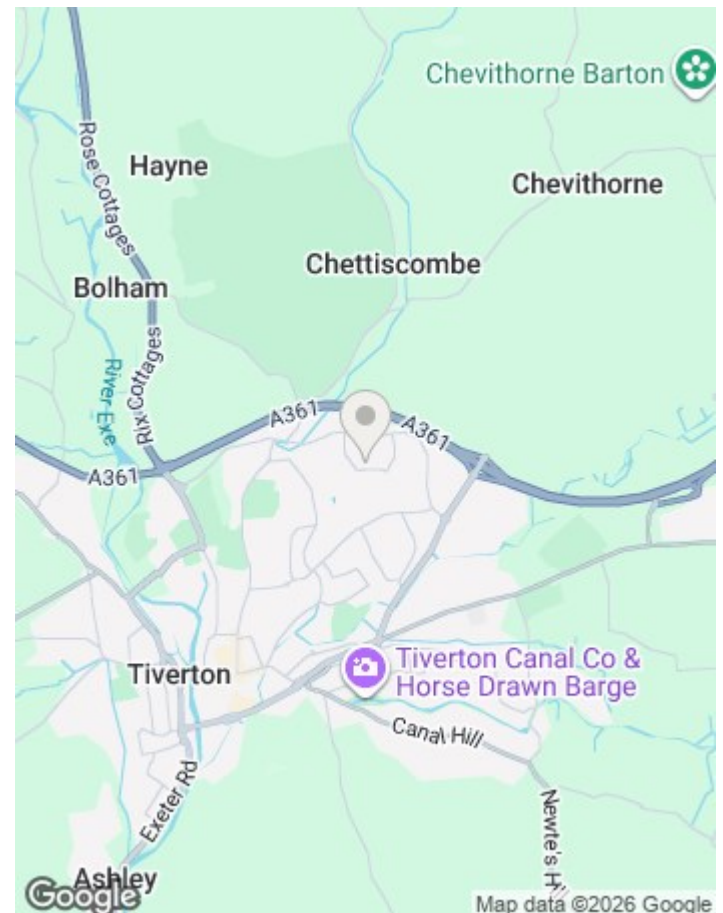 Chevithorne Barton
Rose Cottages
Hayne
Chevithorne
Chettiscombe
Bolham
River Exe
Rix Cottages
A361
A361
A361
Tiverton
Tiverton Canal Co &
Horse Drawn Barge
Canal Hill
Exeter Rd
Newte's Hill
Ashley
Google
Map data ©2026 Google